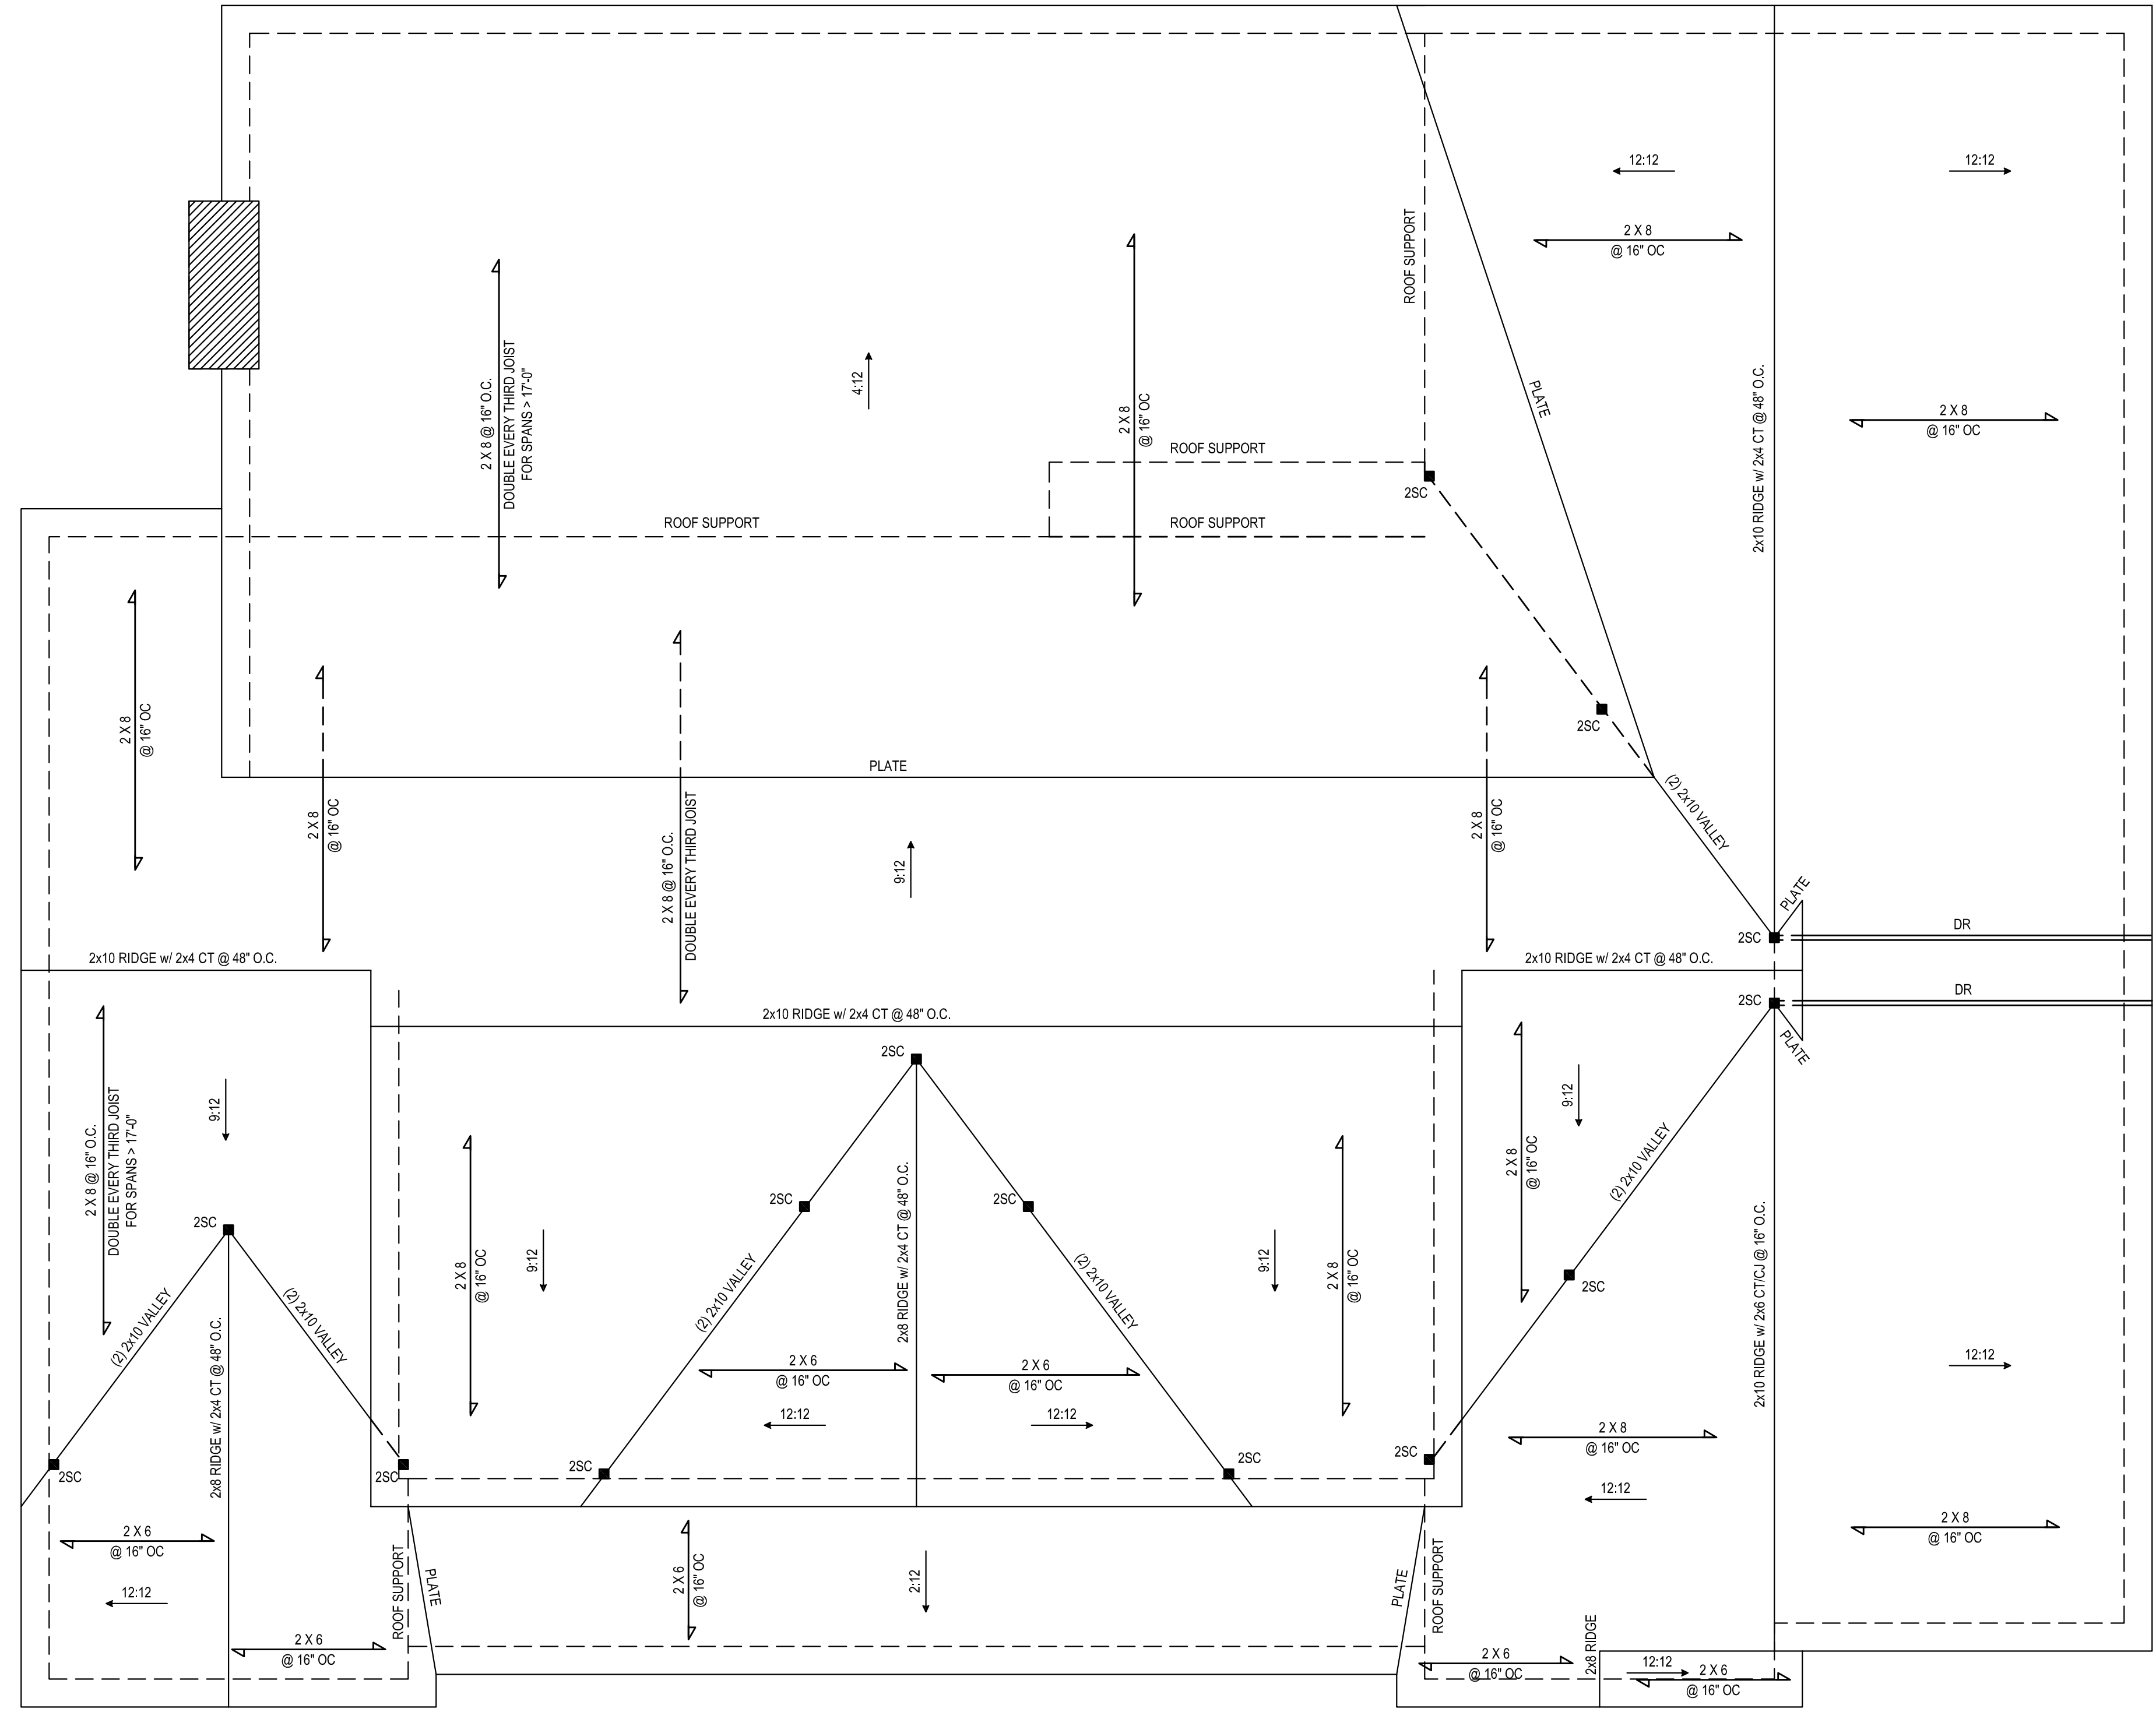 12:12
12:12
2 X 8
@ 16" OC
ROOF SUPPORT
2 X 8 @ 16" O.C.
DOUBLE EVERY THIRD JOIST
FOR SPANS > 17'-0"
4:12
2 X 8
@ 16" OC
PLATE
2x10 RIDGE w/ 2x4 CT @ 48" O.C.
2 X 8
@ 16" OC
ROOF SUPPORT
2SC
ROOF SUPPORT
ROOF SUPPORT
2 X 8
@ 16" OC
2SC
PLATE
2 X 8
@ 16" OC
2 X 8 @ 16" O.C.
DOUBLE EVERY THIRD JOIST
9:12
2 X 8
@ 16" OC
(2) 2x10 VALLEY
PLATE
2SC
DR
2x10 RIDGE w/ 2x4 CT @ 48" O.C.
2x10 RIDGE w/ 2x4 CT @ 48" O.C.
2SC
DR
2x10 RIDGE w/ 2x4 CT @ 48" O.C.
PLATE
2SC
2 X 8 @ 16" O.C.
DOUBLE EVERY THIRD JOIST
FOR SPANS > 17'-0"
9:12
9:12
2 X 8
@ 16" OC
(2) 2x10 VALLEY
2SC
2SC
2SC
2x8 RIDGE w/ 2x4 CT @ 48" O.C.
2 X 8
@ 16" OC
9:12
9:12
2 X 8
@ 16" OC
2SC
(2) 2x10 VALLEY
(2) 2x10 VALLEY
(2) 2x10 VALLEY
(2) 2x10 VALLEY
2x10 RIDGE w/ 2x6 CT/CJ @ 16" O.C.
12:12
2 X 6
@ 16" OC
2 X 6
@ 16" OC
12:12
12:12
2x8 RIDGE w/ 2x4 CT @ 48" O.C.
2 X 8
@ 16" OC
2SC
2SC
2SC
2SC
2SC
12:12
2 X 8
@ 16" OC
2 X 6
@ 16" OC
12:12
ROOF SUPPORT
PLATE
2 X 6
@ 16" OC
2:12
PLATE
ROOF SUPPORT
2 X 6
@ 16" OC
2 X 6
@ 16" OC
2x8 RIDGE
12:12
2 X 6
@ 16" OC